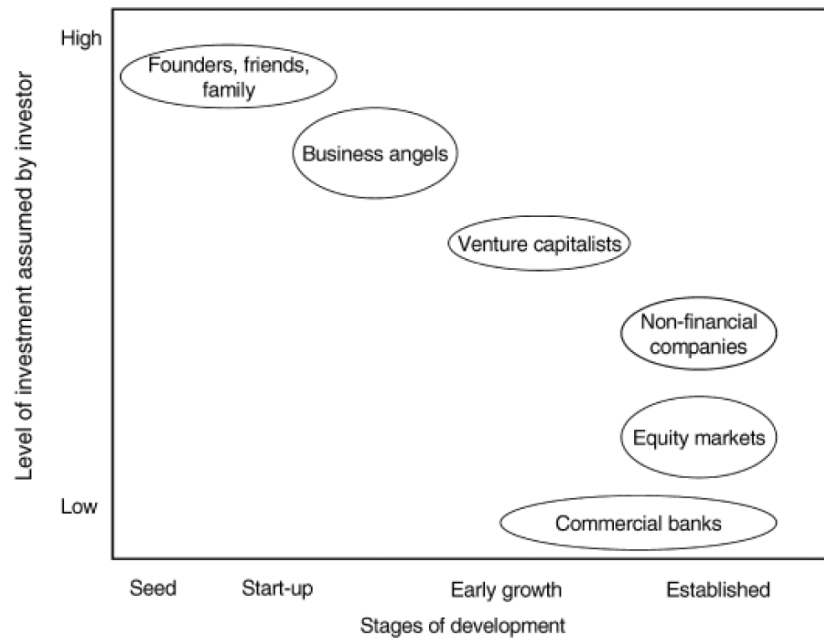 High
Founders, friends,
family
Business angels
Venture capitalists
Non-financial
companies
Equity markets
Commercial banks
Low
Level of investment assumed by investor
Seed
Start-up
Early growth
Established
Stages of development